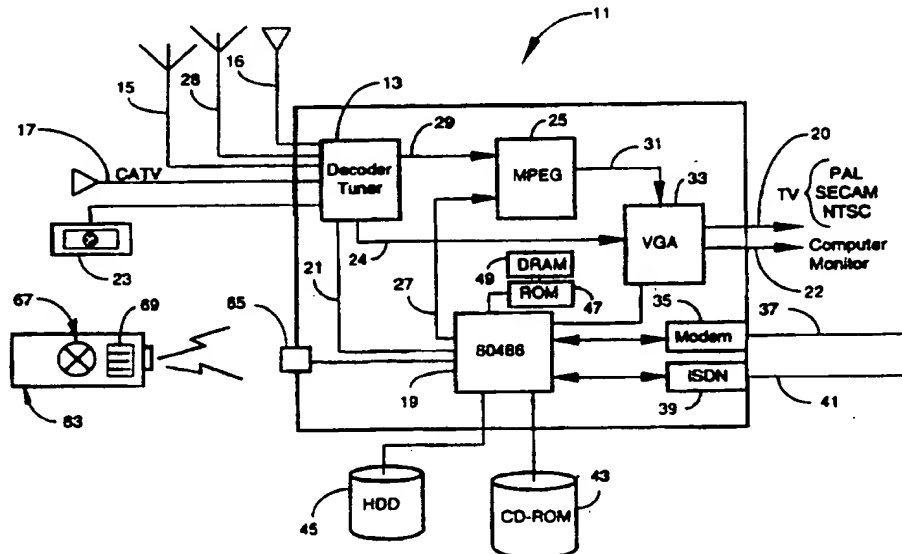 11
15
28
16
13
29
25
31
20
17
CATV
Decoder
Tuner
MPEG
33
TV
PAL
SECAM
NTSC
VGA
Computer
Monitor
23
21
24
49
DRAM
27
ROM
47
22
67
69
65
35
37
80486
Modem
ISDN
63
19
39
41
45
HDD
43
CD-ROM